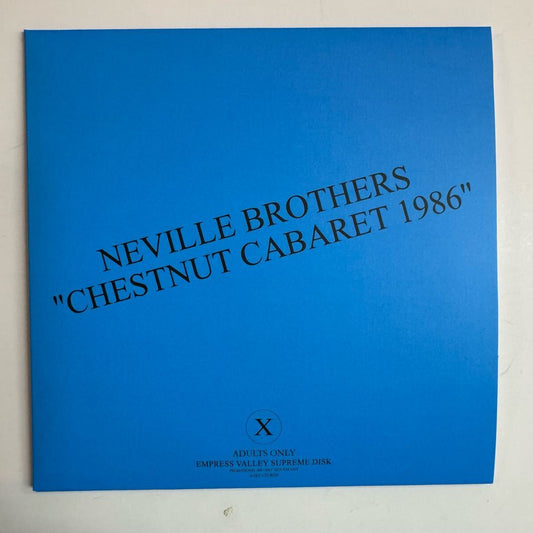 NEVILLE BROTHERS
"CHESTNUT CABARET 1986"
X
ADULTS ONLY
EMPRESS VALLEY SUPREME DISK